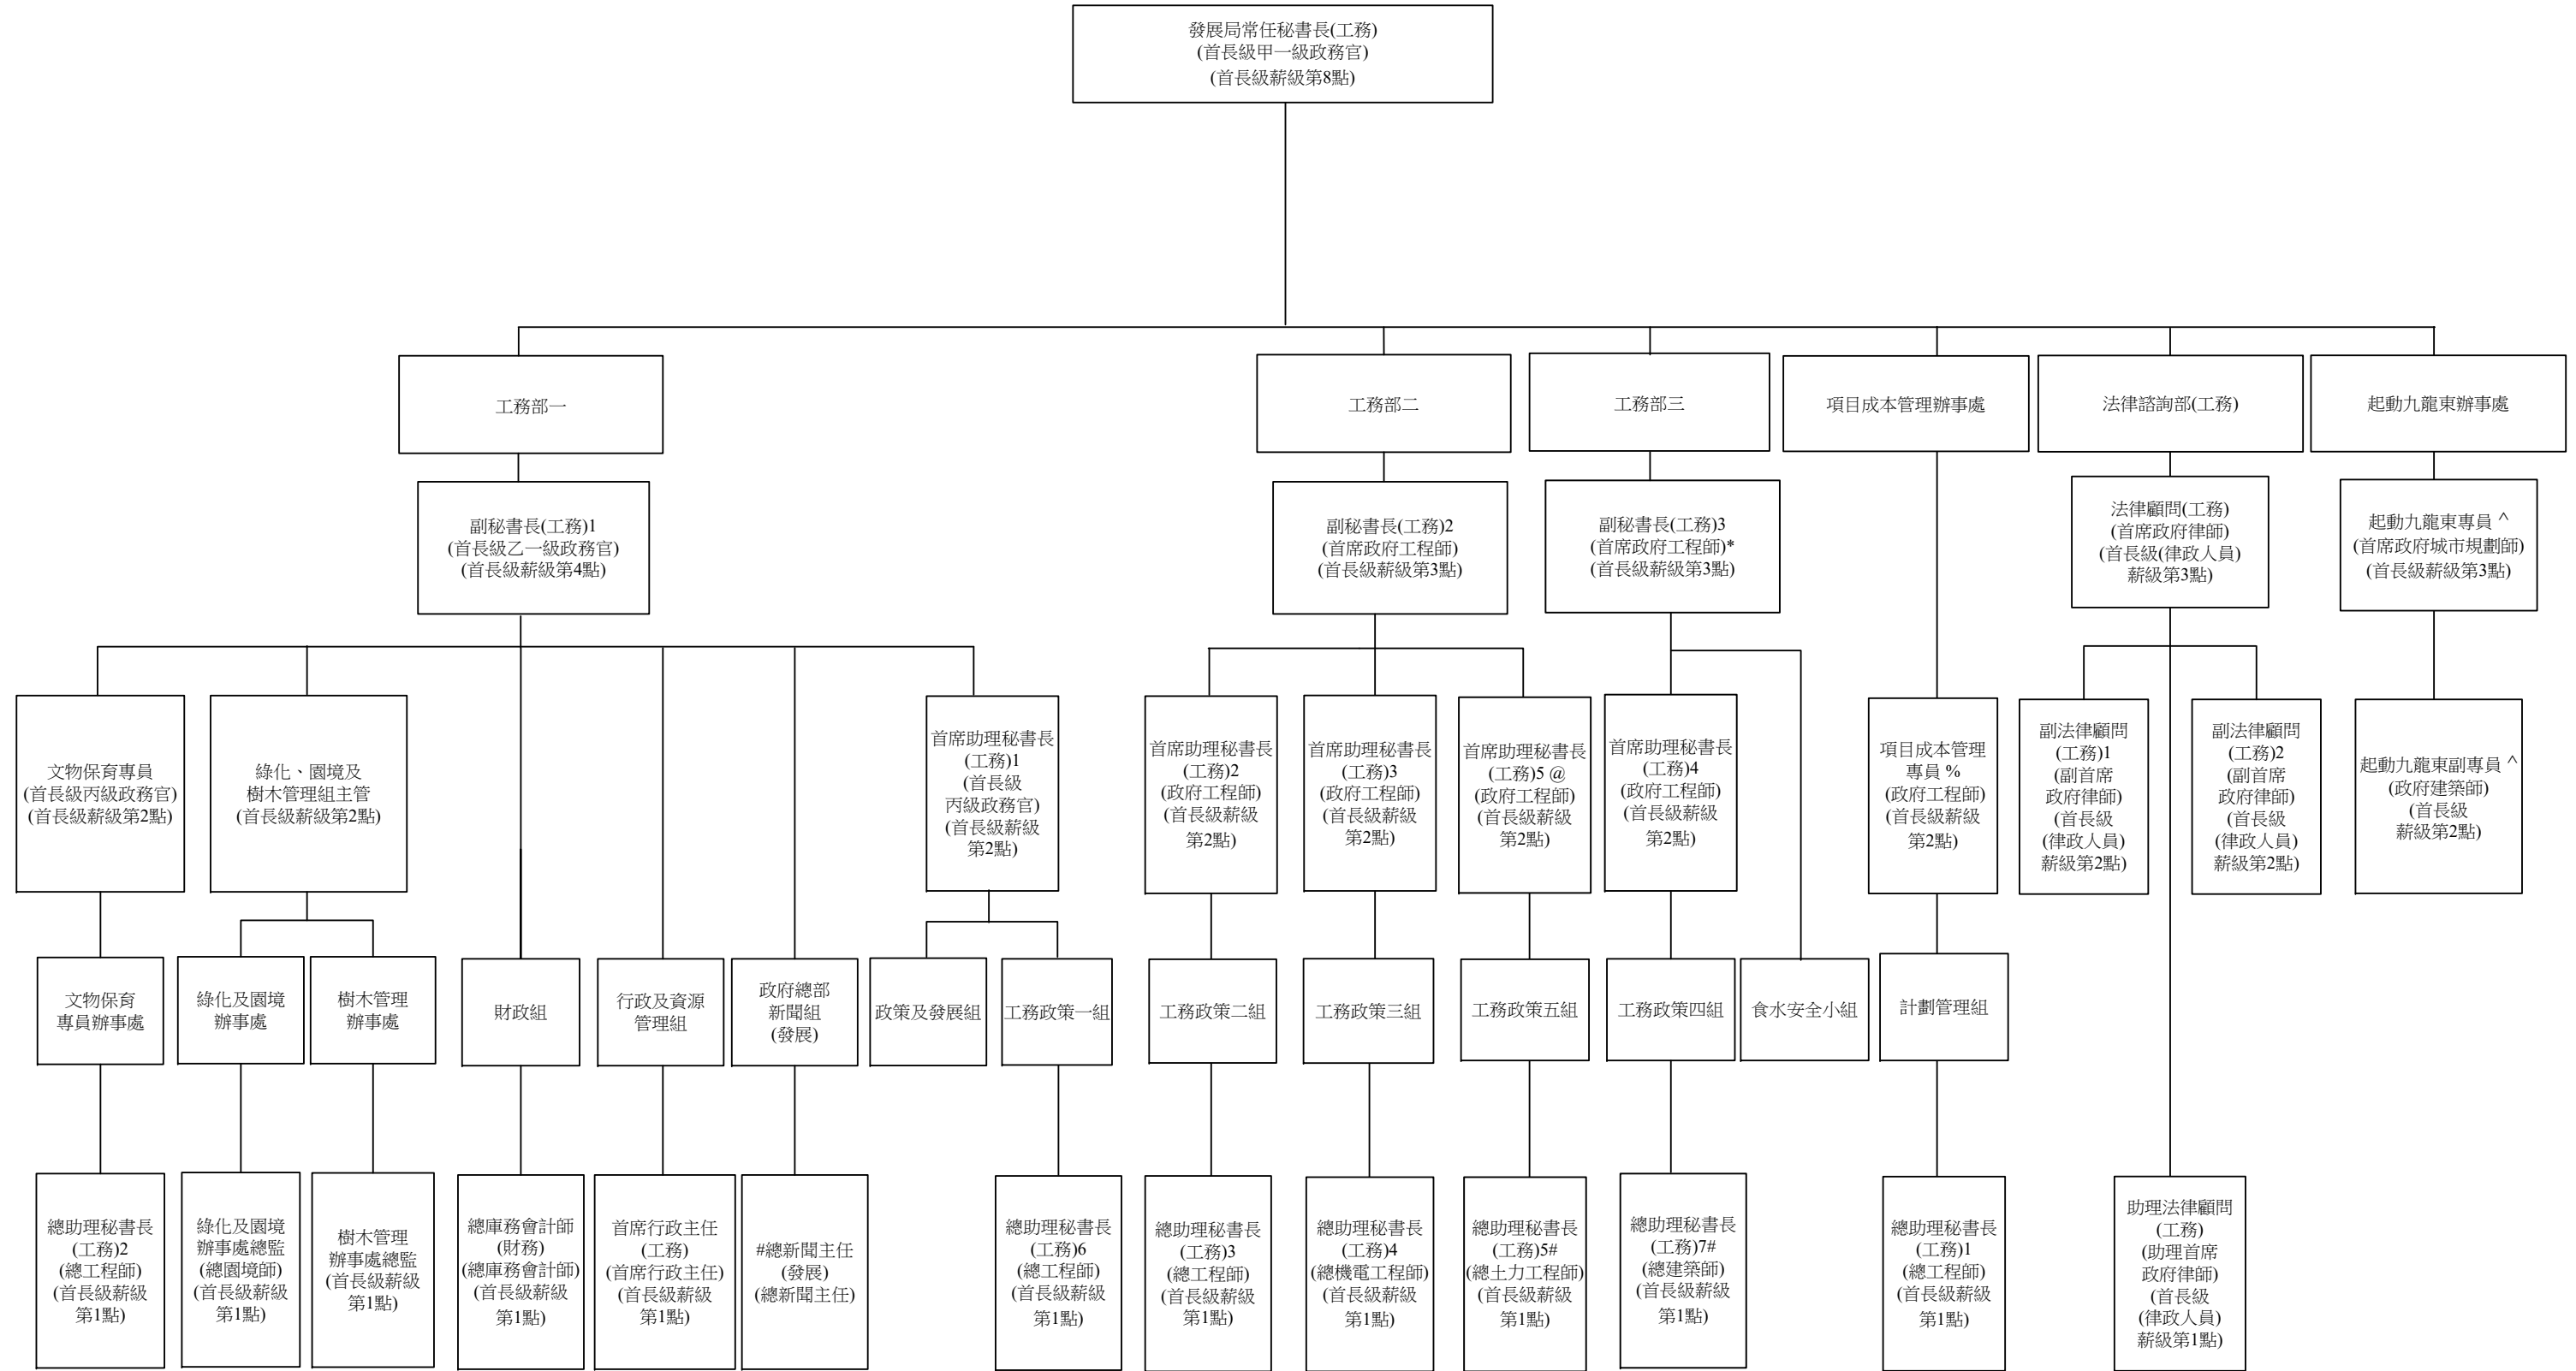 發展局常任秘書長(工務)
(首長級甲一級政務官)
(首長級薪級第8點)
工務部一
工務部二
工務部三
項目成本管理辦事處
法律諮詢部(工務)
起動九龍東辦事處
副秘書長(工務)1
(首長級乙一級政務官)
(首長級薪級第4點)
副秘書長(工務)2
(首席政府工程師)
(首長級薪級第3點)
副秘書長(工務)3
(首席政府工程師)*
(首長級薪級第3點)
法律顧問(工務)
(首席政府律師)
(首長級(律政人員)
薪級第3點)
起動九龍東專員 ^
(首席政府城市規劃師)
(首長級薪級第3點)
文物保育專員
(首長級丙級政務官)
(首長級薪級第2點)
綠化、園境及
樹木管理組主管
(首長級薪級第2點)
首席助理秘書長
(工務)1
(首長級
丙級政務官)
(首長級薪級
第2點)
首席助理秘書長
(工務)2
(政府工程師)
(首長級薪級
第2點)
首席助理秘書長
(工務)3
(政府工程師)
(首長級薪級
第2點)
首席助理秘書長
(工務)5 @
(政府工程師)
(首長級薪級
第2點)
首席助理秘書長
(工務)4
(政府工程師)
(首長級薪級
第2點)
項目成本管理
專員 %
(政府工程師)
(首長級薪級
第2點)
副法律顧問
(工務)1
(副首席
政府律師)
(首長級
(律政人員)
薪級第2點)
副法律顧問
(工務)2
(副首席
政府律師)
(首長級
(律政人員)
薪級第2點)
起動九龍東副專員 ^
(政府建築師)
(首長級
薪級第2點)
文物保育
專員辦事處
綠化及園境
辦事處
樹木管理
辦事處
財政組
行政及資源
管理組
政府總部
新聞組
(發展)
政策及發展組
工務政策一組
工務政策二組
工務政策三組
工務政策五組
工務政策四組
食水安全小組
計劃管理組
總助理秘書長
(工務)2
(總工程師)
(首長級薪級
第1點)
綠化及園境
辦事處總監
(總園境師)
(首長級薪級
第1點)
樹木管理
辦事處總監
(首長級薪級
第1點)
總庫務會計師
(財務)
(總庫務會計師)
(首長級薪級
第1點)
首席行政主任
(工務)
(首席行政主任)
(首長級薪級
第1點)
#總新聞主任
(發展)
(總新聞主任)
總助理秘書長
(工務)6
(總工程師)
(首長級薪級
第1點)
總助理秘書長
(工務)3
(總工程師)
(首長級薪級
第1點)
總助理秘書長
(工務)4
(總機電工程師)
(首長級薪級
第1點)
總助理秘書長
(工務)5#
(總土力工程師)
(首長級薪級
第1點)
總助理秘書長
(工務)7#
(總建築師)
(首長級薪級
第1點)
總助理秘書長
(工務)1
(總工程師)
(首長級薪級
第1點)
助理法律顧問
(工務)
(助理首席
政府律師)
(首長級
(律政人員)
薪級第1點)